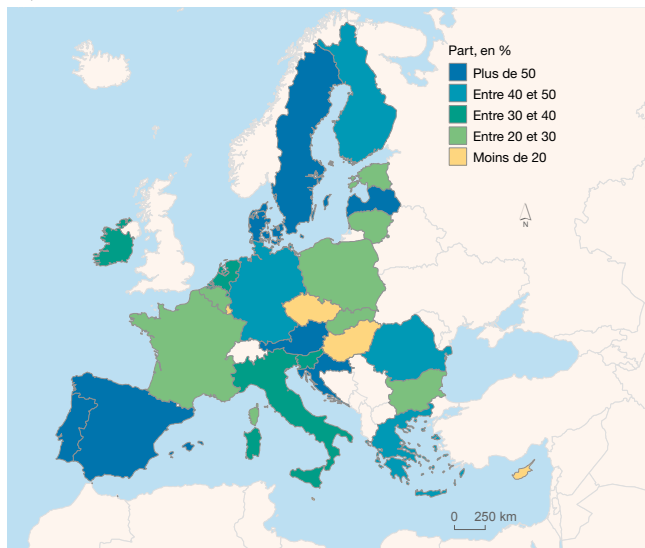 Part, en %
Plus de 50
Entre 40 et 50
Entre 30 et 40
Entre 20 et 30
Moins de 20
N
0 250 km